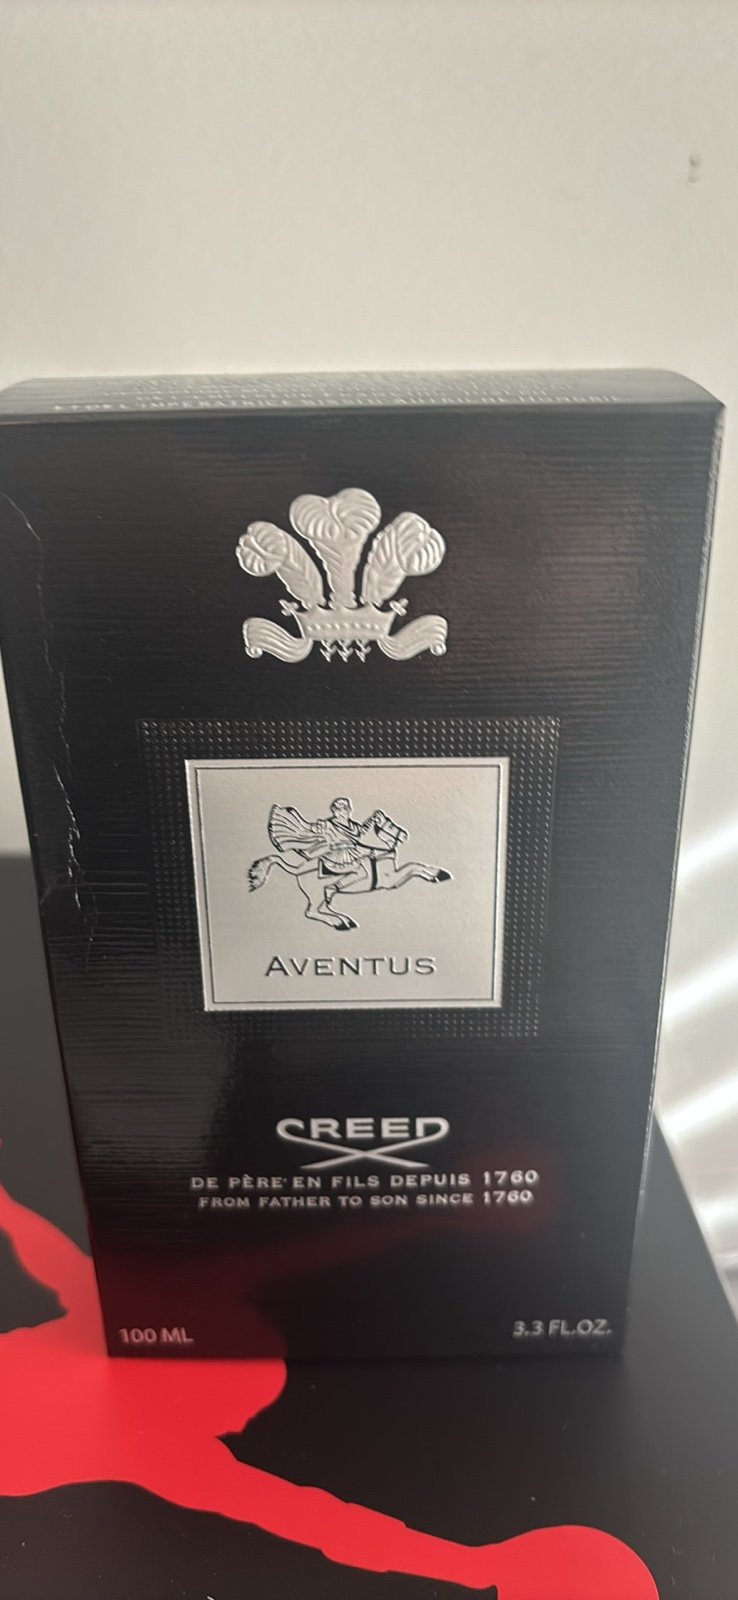 AVENTUS
CREED
DE PÈRE EN FILS DEPUIS 1760
FROM FATHER TO SON SINCE 1760
100 ML
3.3 FL.OZ.